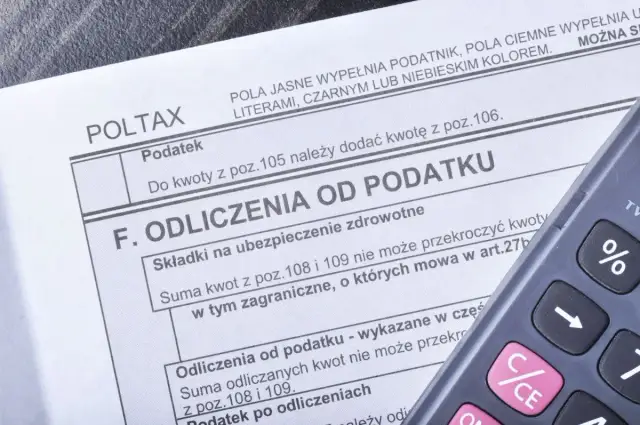 POLTAX
POLA JASNE WYPEŁNIA PODATNIK, POLA CIEMNE WYPEŁNIA
LITERAMI, CZARNYM LUB NIEBIESKIM KOLOREM. MOŻNA
Podatek
Do kwoty z poz.105 należy dodać kwotę z poz.106.
F. ODLICZENIA OD PODATKU
Składki na ubezpieczenie zdrowotne
Suma kwot z poz.108 i 109 nie może przekroczyć kwoty
w tym zagraniczne, o których mowa w art.27b
Odliczenia od podatku - wykazane w
Suma odliczanych kwot nie może
z poz.108 i 109.
Podatek po odliczeniach
%
→
C/CE